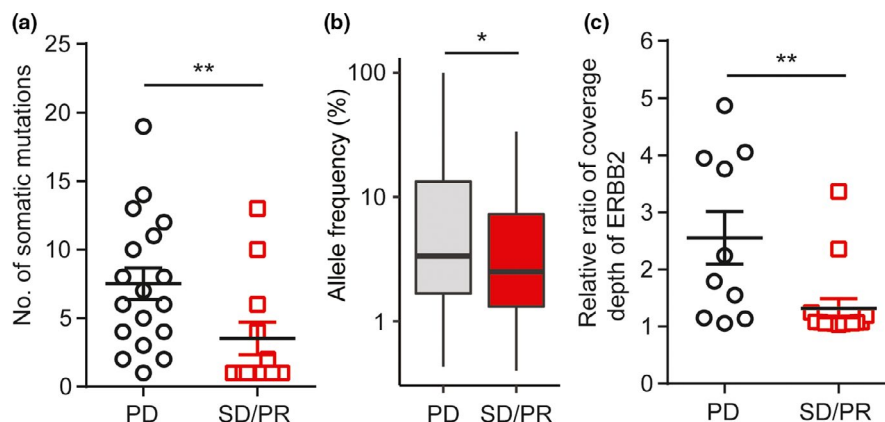 (a)
25
20
15
10
5
0
No. of somatic mutations
**
PD
SD/PR
(b)
100
10
1
Allele frequency (%)
*
PD
SD/PR
(c)
6
5
4
3
2
1
0
Relative ratio of coverage
depth of ERBB2
**
PD
SD/PR